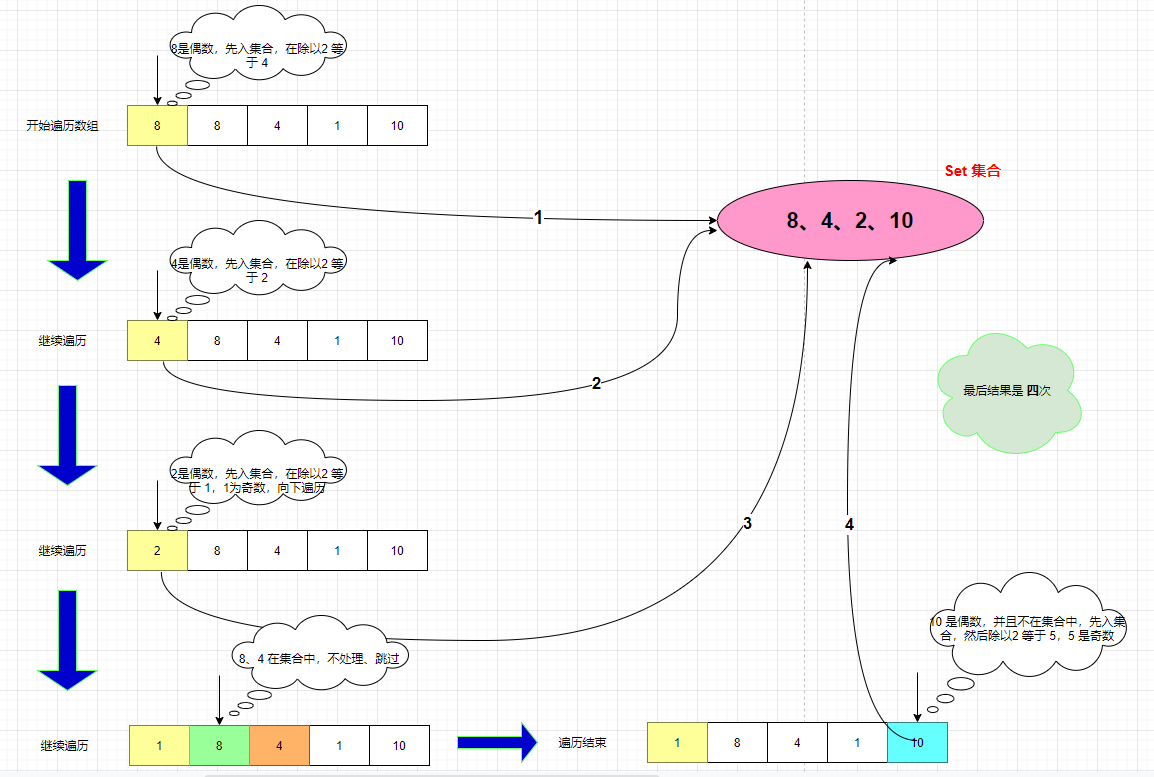 8是偶数，先入集合，在除以2 等
于 4
开始遍历数组
8 8 4 1 10
Set 集合
8、4、2、10
1
4是偶数，先入集合，在除以2 等
于 2
继续遍历
4 8 4 1 10
2
最后结果是 四次
2是偶数，先入集合，在除以2 等
于 1，1为奇数，向下遍历
继续遍历
2 8 4 1 10
3
4
10 是偶数，并且不在集合中，先入集
合，然后除以2 等于 5，5 是奇数
8、4 在集合中，不处理、跳过
继续遍历
1 8 4 1 10
遍历结束
1 8 4 1 10